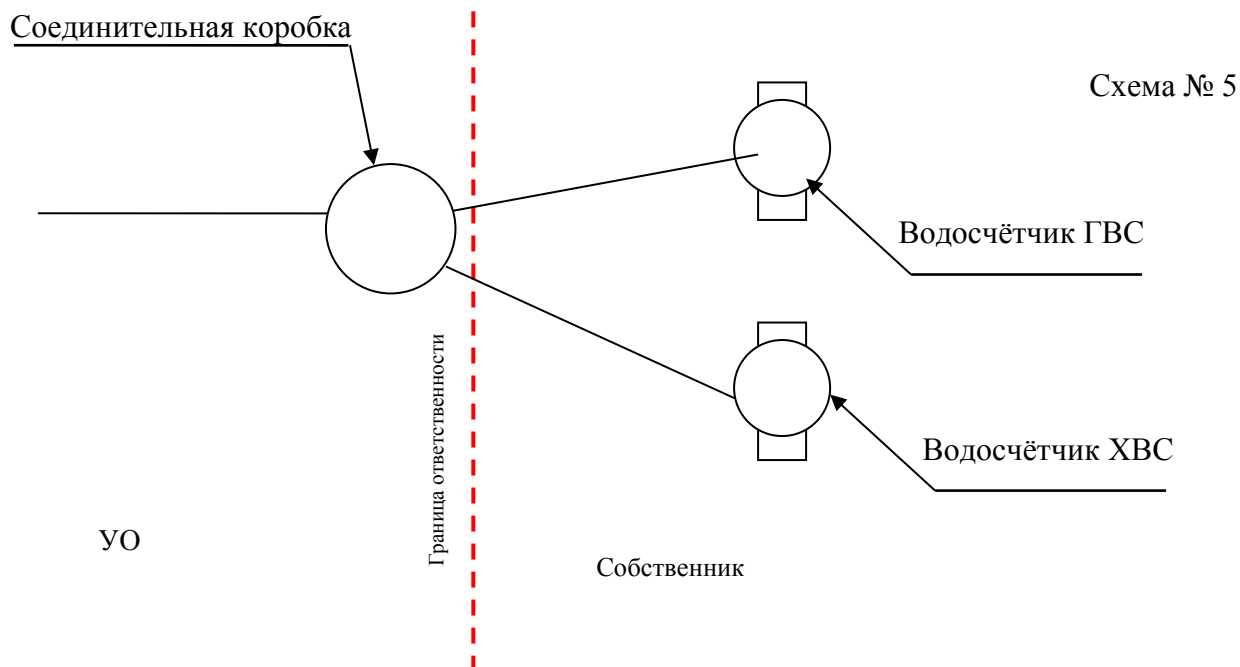 Соединительная коробка
Схема № 5
Водосчётчик ГВС
Граница ответственности
Водосчётчик ХВС
УО
Собственник